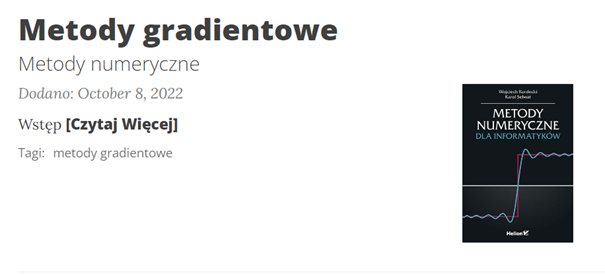 Metody gradientowe
Metody numeryczne
Dodano: October 8, 2022
Wstęp [Czytaj Więcej]
Tagi: metody gradientowe
Wojciech Kordecki
Karol Selwat
METODY
NUMERYCZNE
DLA INFORMATYKÓW
Helion